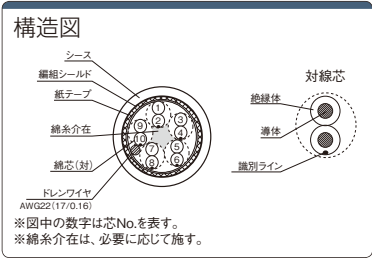 構造図
シース
編組シールド
紙テープ
綿糸介在
綿芯(対)
ドレンワイヤ
AWG22(17/0.16)
1
2
3
4
5
6
7
8
9
10
対線芯
絶縁体
導体
識別ライン
※図中の数字は芯No.を表す。
※綿糸介在は、必要に応じて施す。